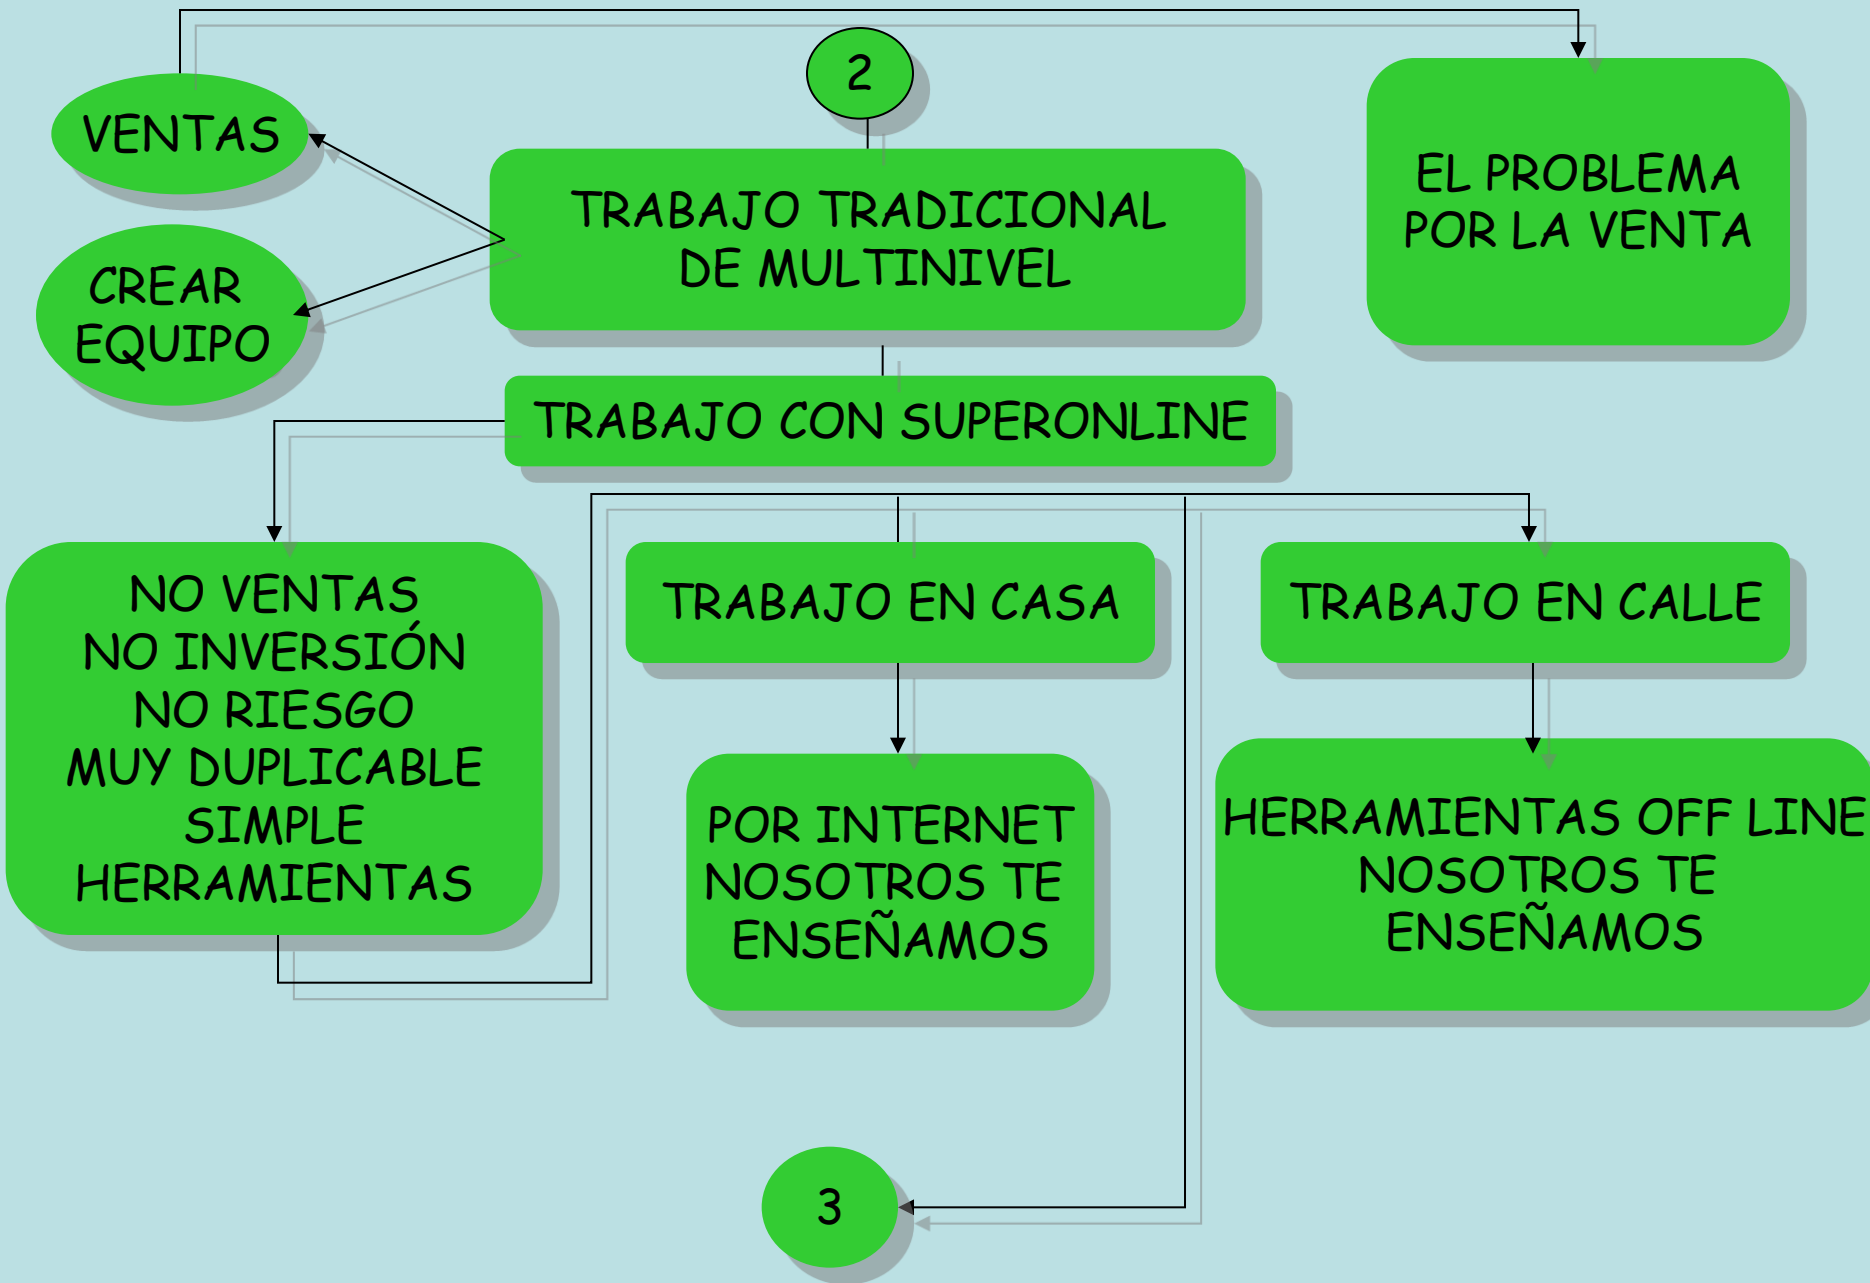 2
VENTAS
EL PROBLEMA
POR LA VENTA
TRABAJO TRADICIONAL
DE MULTINIVEL
CREAR
EQUIPO
TRABAJO CON SUPERONLINE
NO VENTAS
NO INVERSIÓN
NO RIESGO
MUY DUPLICABLE
SIMPLE
HERRAMIENTAS
TRABAJO EN CASA
TRABAJO EN CALLE
POR INTERNET
NOSOTROS TE
ENSEÑAMOS
HERRAMIENTAS OFF LINE
NOSOTROS TE
ENSEÑAMOS
3